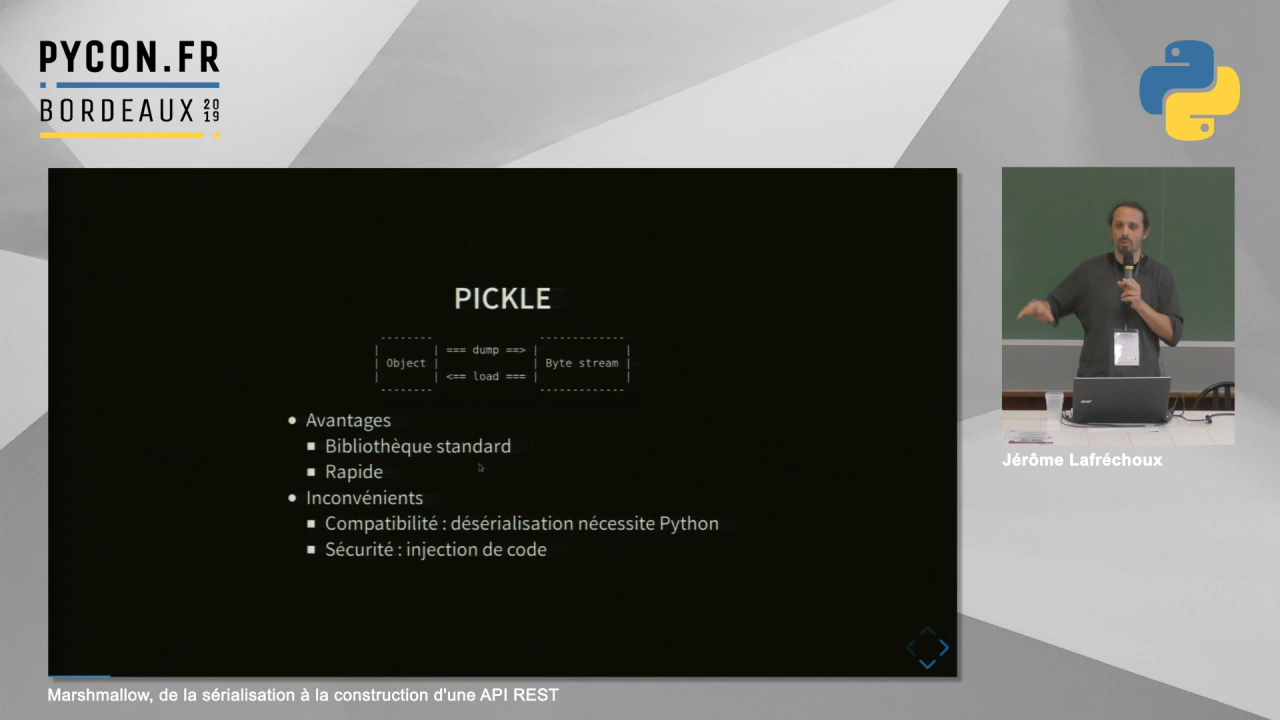 PYCON.FR
BORDEAUX 2019
PICKLE
-------- -------------
| | === dump ==> | |
| Object | | Byte stream |
| | <== load === | |
-------- -------------
● Avantages
■ Bibliothèque standard
■ Rapide
● Inconvénients
■ Compatibilité : désérialisation nécessite Python
■ Sécurité : injection de code
acer
Jérôme Lafréchoux
Marshmallow, de la sérialisation à la construction d'une API REST